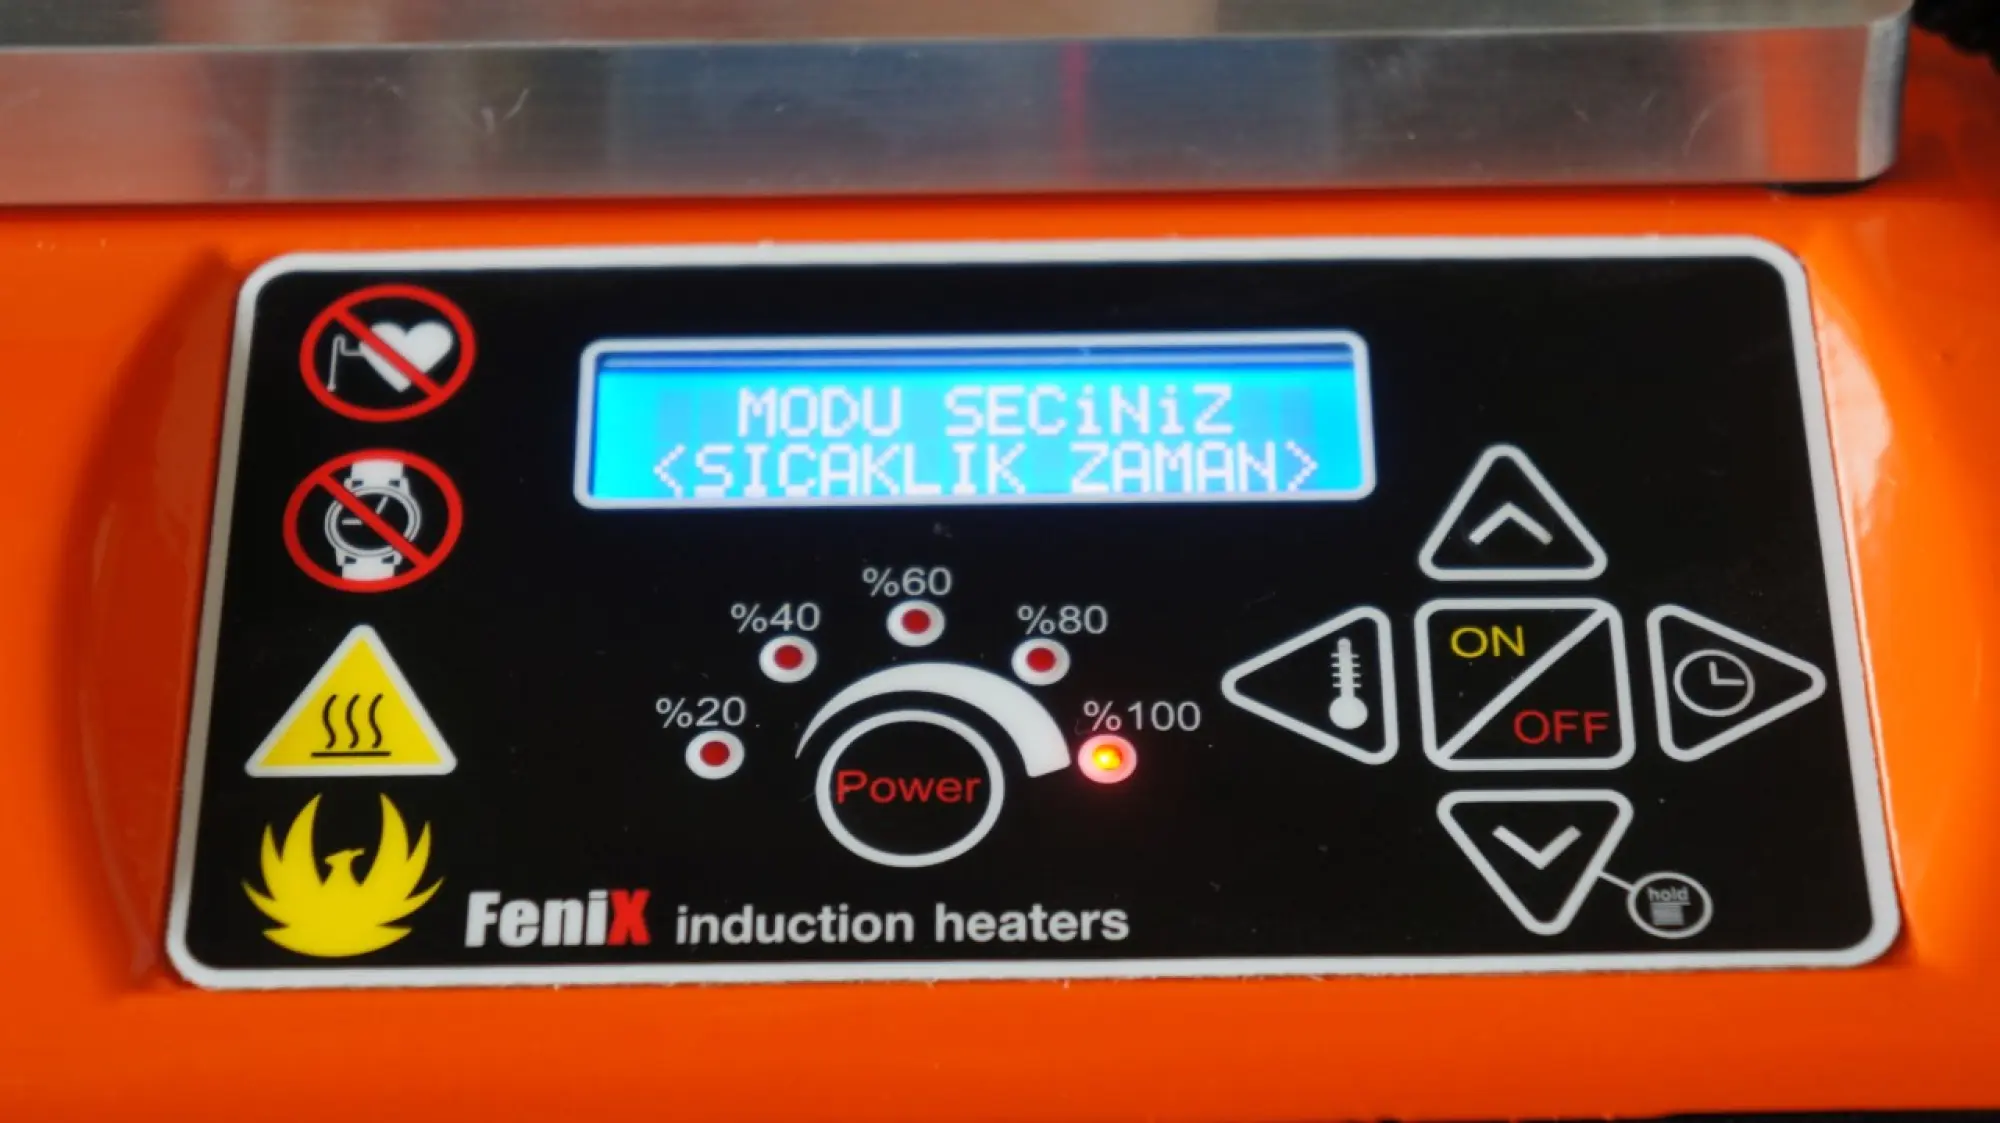 MODU SECiNiZ
<SICAKLIK ZAMAN>
%20
%40
%60
%80
%100
Power
ON
OFF
hold
FeniX induction heaters